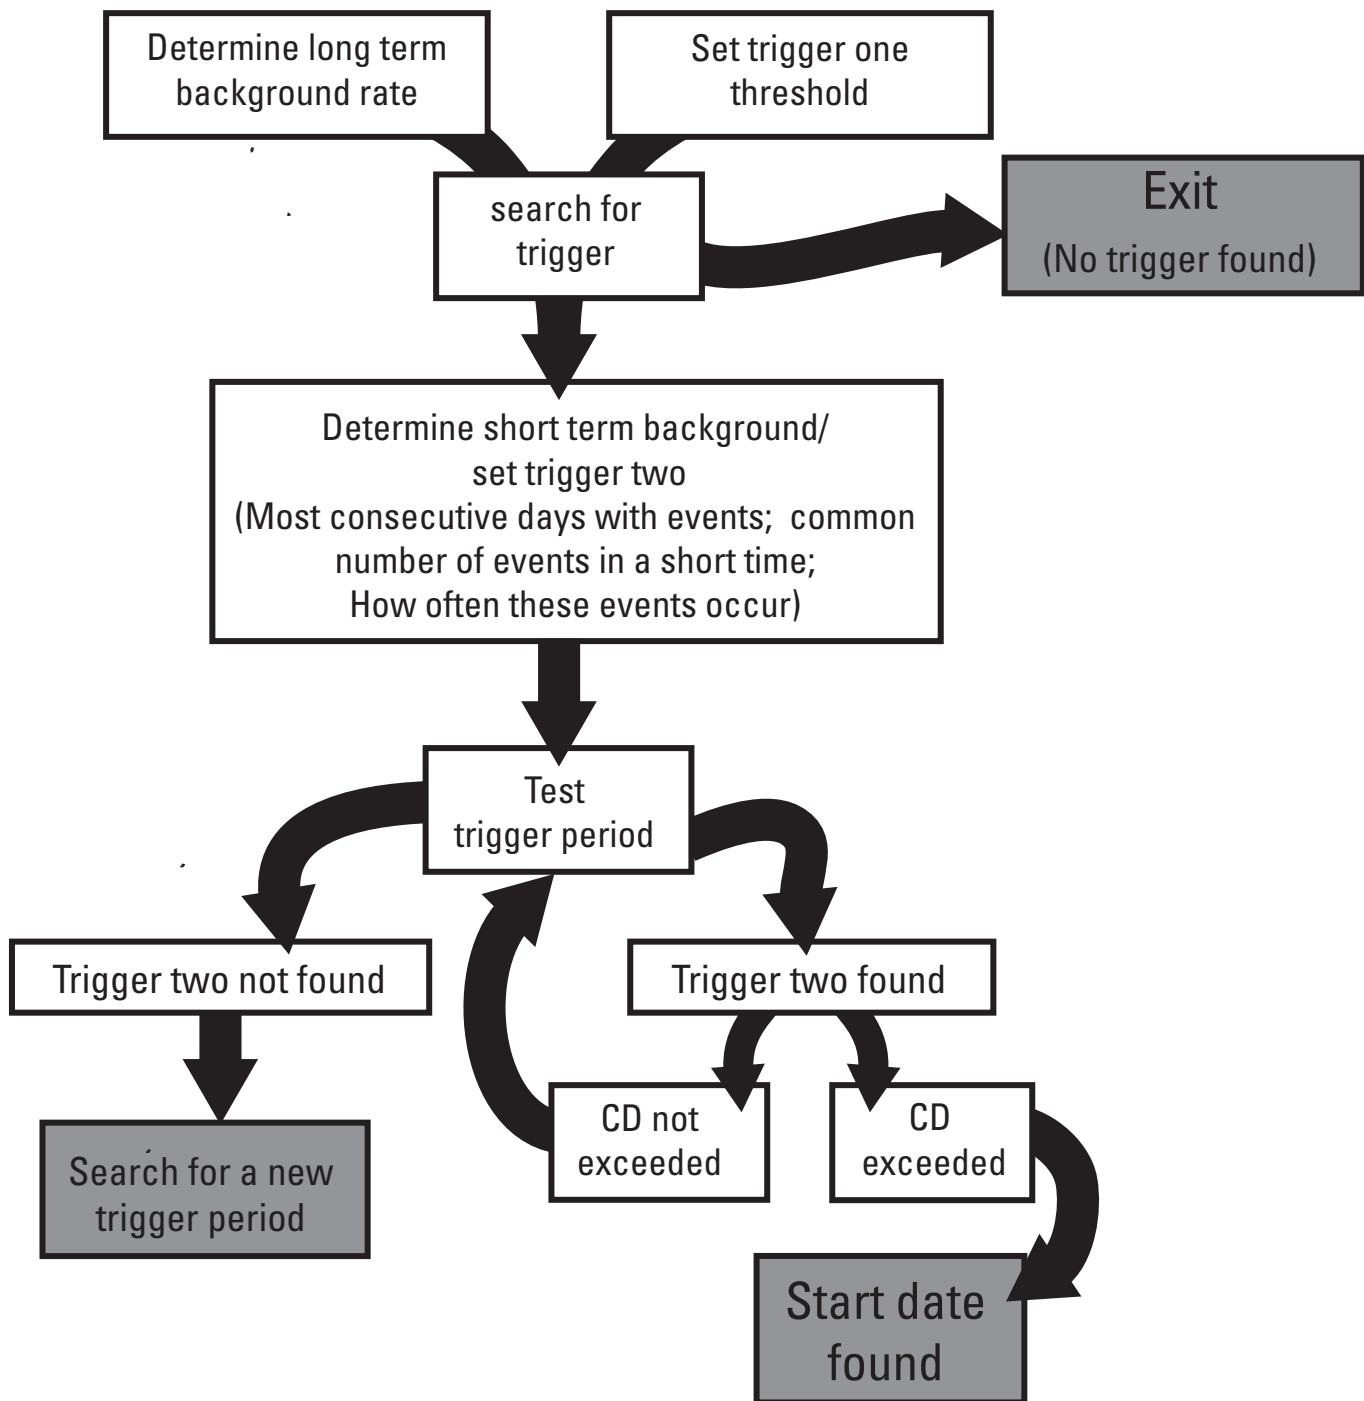 Determine long term
background rate
Set trigger one
threshold
search for
trigger
Exit
(No trigger found)
Determine short term background/
set trigger two
(Most consecutive days with events;  common
number of events in a short time;
How often these events occur)
Test
trigger period
Trigger two not found
Trigger two found
CD not
exceeded
CD
exceeded
Search for a new
trigger period
Start date
found